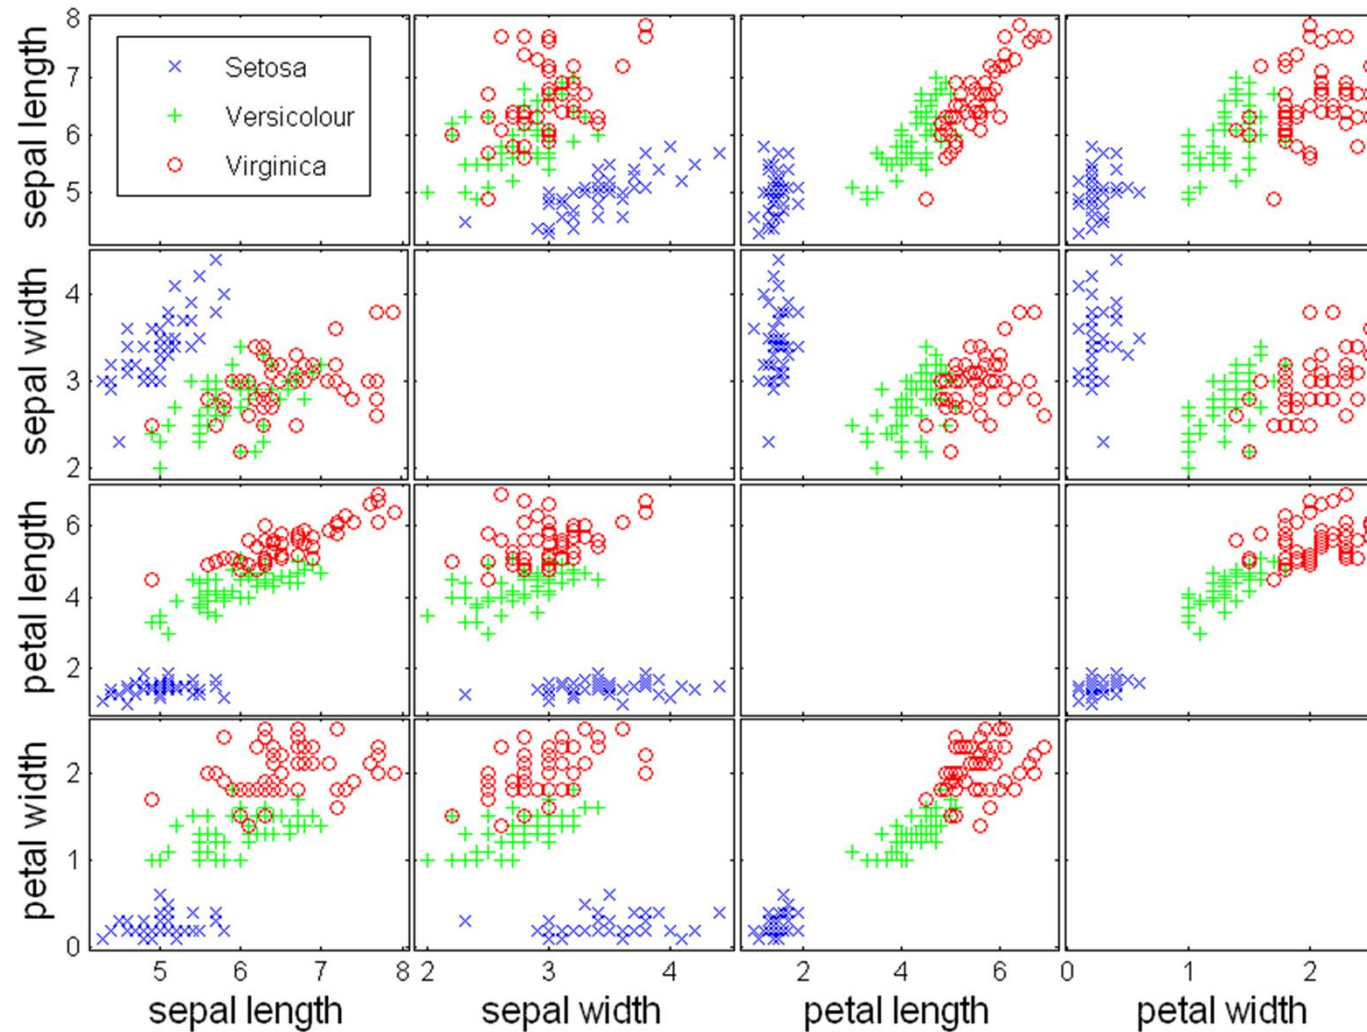 sepal length
8
7
6
5
Setosa
Versicolour
Virginica
sepal width
4
3
2
petal length
6
4
2
petal width
2
1
0
5 6 7 8 2 3 4 2 4 6 0 1 2
sepal length sepal width petal length petal width